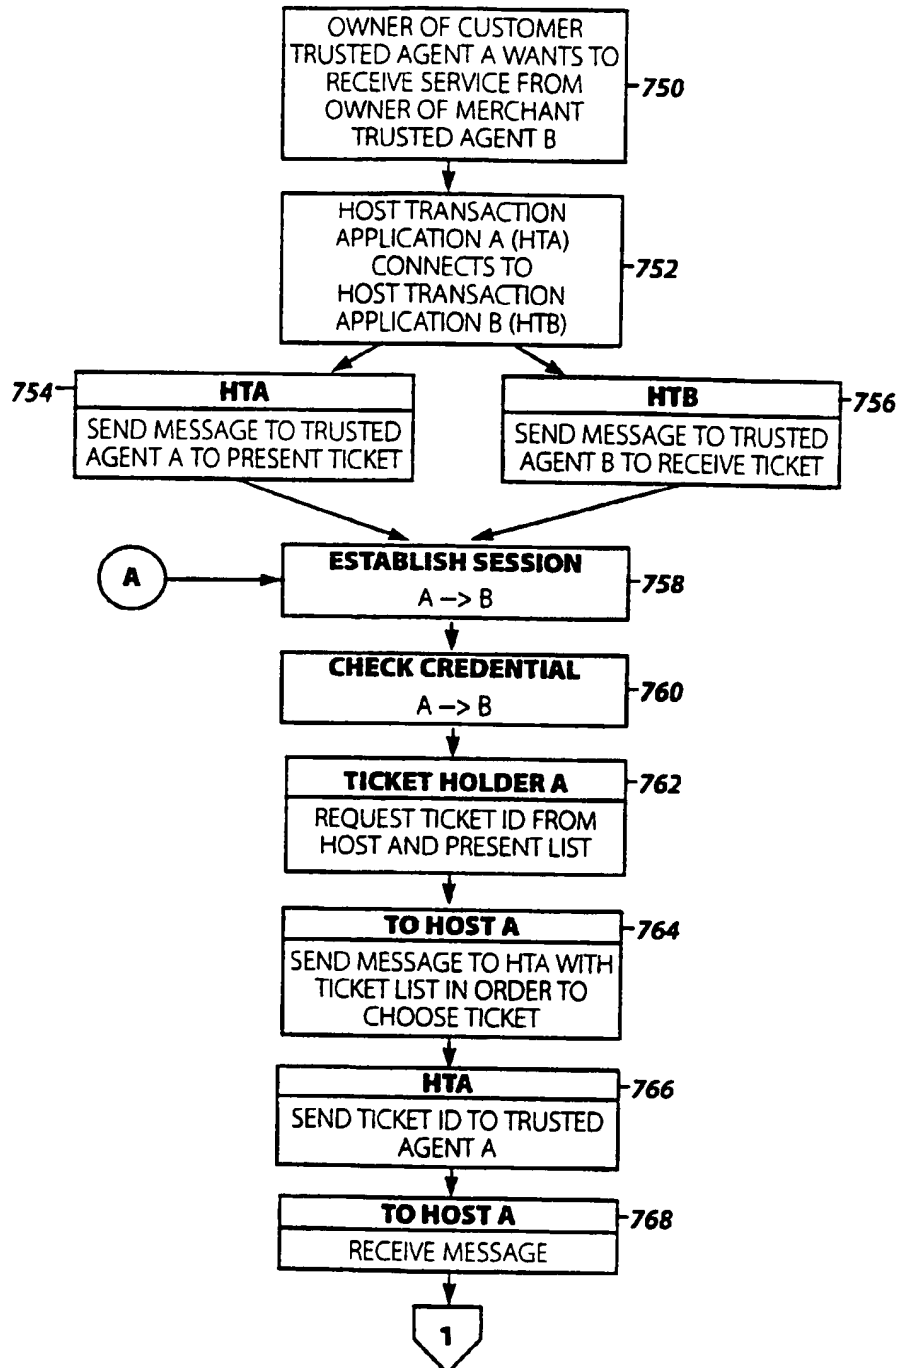 OWNER OF CUSTOMER
TRUSTED AGENT A WANTS TO
RECEIVE SERVICE FROM
OWNER OF MERCHANT
TRUSTED AGENT B
750
HOST TRANSACTION
APPLICATION A (HTA)
CONNECTS TO
HOST TRANSACTION
APPLICATION B (HTB)
752
754
HTA
SEND MESSAGE TO TRUSTED
AGENT A TO PRESENT TICKET
HTB
756
SEND MESSAGE TO TRUSTED
AGENT B TO RECEIVE TICKET
A
ESTABLISH SESSION
A –> B
758
CHECK CREDENTIAL
A –> B
760
TICKET HOLDER A
762
REQUEST TICKET ID FROM
HOST AND PRESENT LIST
TO HOST A
764
SEND MESSAGE TO HTA WITH
TICKET LIST IN ORDER TO
CHOOSE TICKET
HTA
766
SEND TICKET ID TO TRUSTED
AGENT A
TO HOST A
768
RECEIVE MESSAGE
1